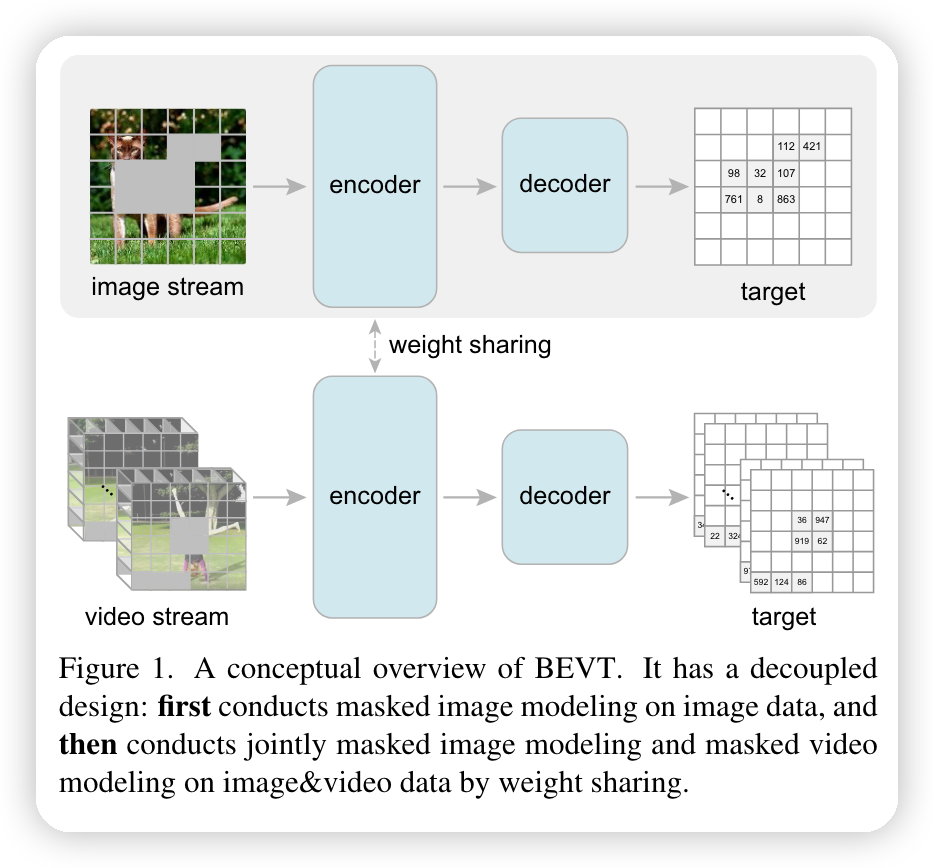 112 421
98 32 107
761 8 863
encoder
decoder
image stream
target
weight sharing
encoder
decoder
36 947
22 919 62
592 124 86
video stream
target
Figure 1. A conceptual overview of BEVT. It has a decoupled
design: first conducts masked image modeling on image data, and
then conducts jointly masked image modeling and masked video
modeling on image&video data by weight sharing.